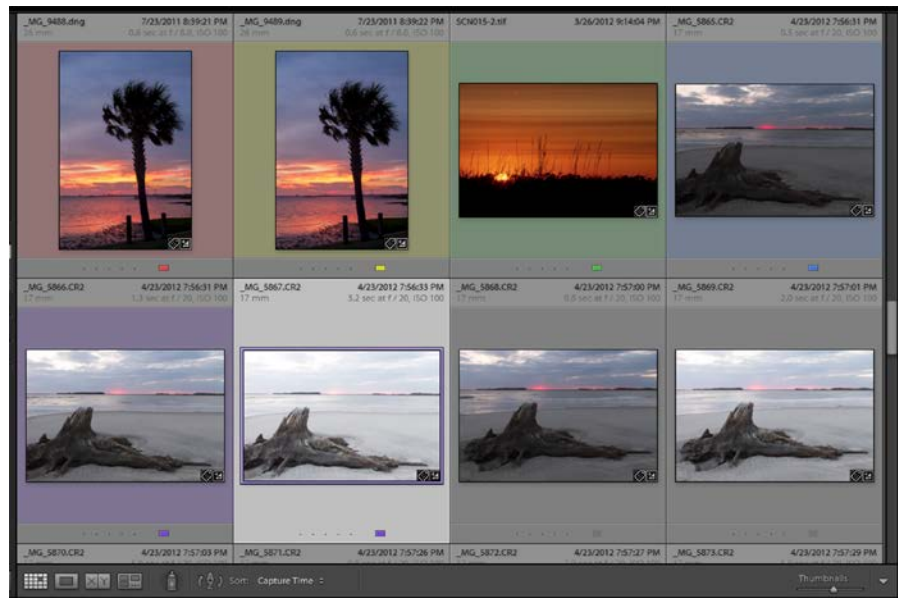 _MG_9488.dng 7/23/2011 8:39:21 PM
26 mm 0.6 sec at f / 8.0, ISO 100
_MG_9489.dng 7/23/2011 8:39:22 PM
26 mm 0.6 sec at f / 8.0, ISO 100
SCN015-2.tif 3/26/2012 9:14:04 PM
_MG_5865.CR2 4/23/2012 7:56:31 PM
17 mm 0.5 sec at f / 20, ISO 100
_MG_5866.CR2 4/23/2012 7:56:31 PM
17 mm 1.3 sec at f / 20, ISO 100
_MG_5867.CR2 4/23/2012 7:56:33 PM
17 mm 3.2 sec at f / 20, ISO 100
_MG_5868.CR2 4/23/2012 7:57:00 PM
17 mm sec at f / 20, ISO 100
_MG_5869.CR2 4/23/2012 7:57:01 PM
17 mm 2.0 sec at f / 20, ISO 100
_MG_5870.CR2 4/23/2012 7:57:03 PM
_MG_5871.CR2 4/23/2012 7:57:26 PM
_MG_5872.CR2 4/23/2012 7:57:27 PM
_MG_5873.CR2 4/23/2012 7:57:29 PM
XY Sort: Capture Time Thumbnails